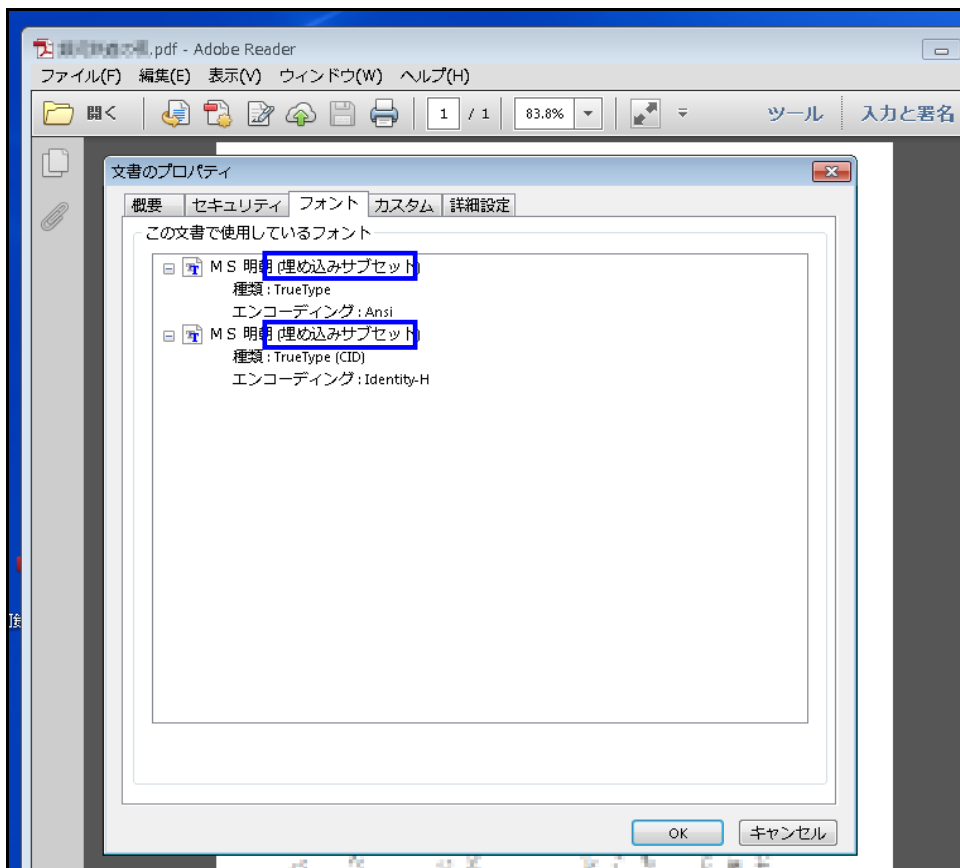 .pdf - Adobe Reader
ファイル(F) 編集(E) 表示(V) ウィンドウ(W) ヘルプ(H)
開く 1 / 1 83.8% ツール 入力と署名
文書のプロパティ
概要 セキュリティ フォント カスタム 詳細設定
この文書で使用しているフォント
ＭＳ 明朝 (埋め込みサブセット)
種類 : TrueType
エンコーディング : Ansi
ＭＳ 明朝 (埋め込みサブセット)
種類 : TrueType (CID)
エンコーディング : Identity-H
OK キャンセル